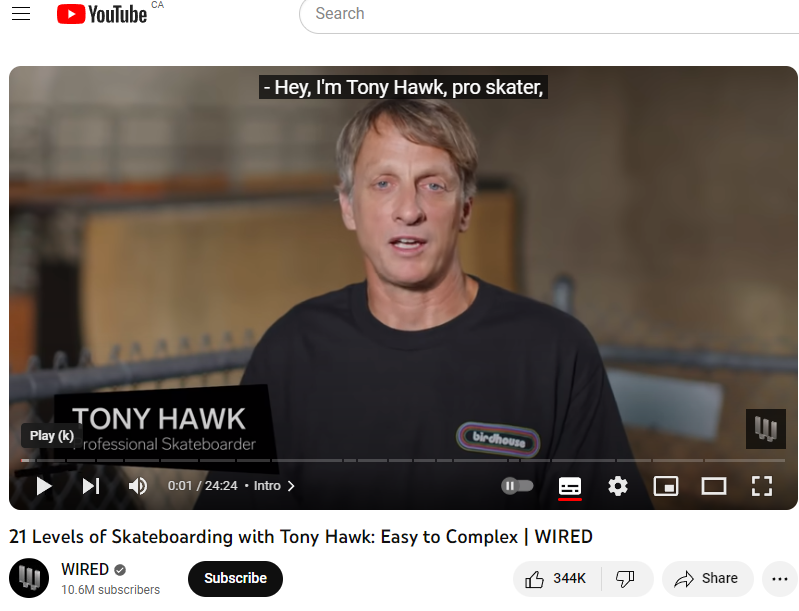 YouTube CA
Search
- Hey, I'm Tony Hawk, pro skater,
TONY HAWK
Professional Skateboarder
birdhouse
Play (k)
0:01 / 24:24 • Intro
21 Levels of Skateboarding with Tony Hawk: Easy to Complex | WIRED
WIRED
10.6M subscribers
Subscribe
344K
Share